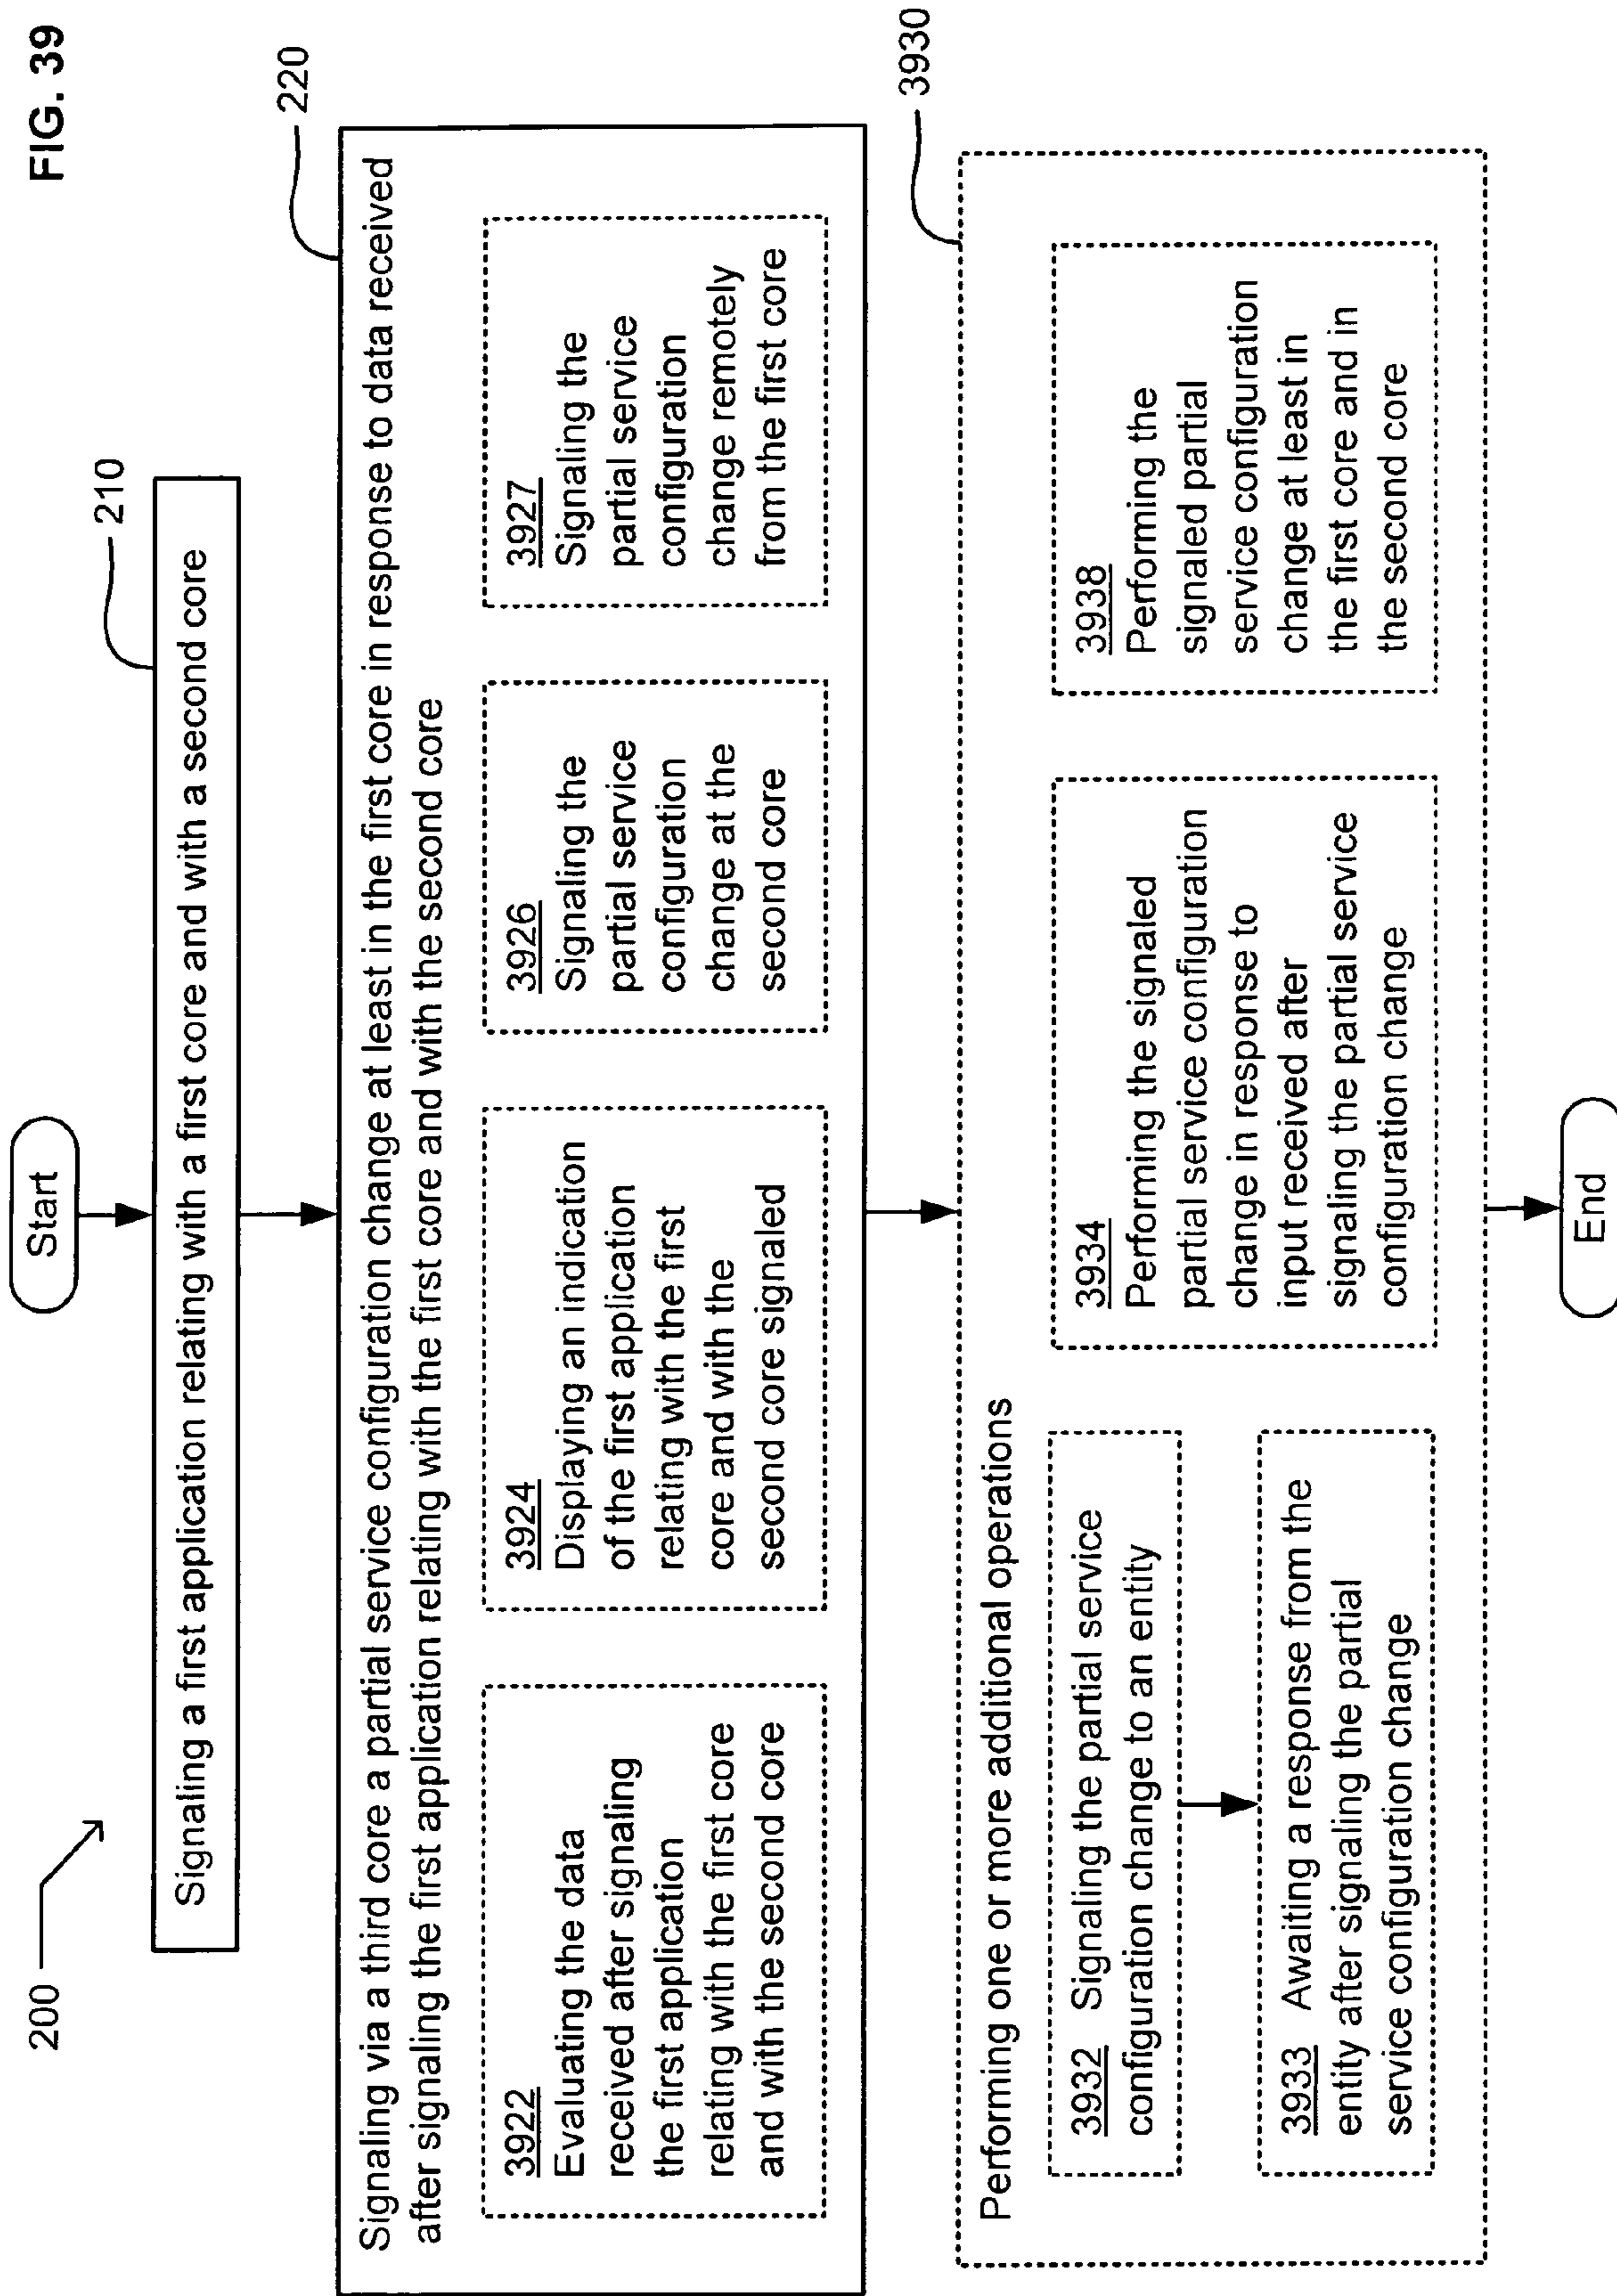 FIG. 39
200
Start
210
Signaling a first application relating with a first core and with a second core
220
Signaling via a third core a partial service configuration change at least in the first core in response to data received
after signaling the first application relating with the first core and with the second core
3922
Evaluating the data
received after signaling
the first application
relating with the first core
and with the second core
3924
Displaying an indication
of the first application
relating with the first
core and with the
second core signaled
3926
Signaling the
partial service
configuration
change at the
second core
3927
Signaling the
partial service
configuration
change remotely
from the first core
3930
Performing one or more additional operations
3932 Signaling the partial service
configuration change to an entity
3933 Awaiting a response from the
entity after signaling the partial
service configuration change
3934
Performing the signaled
partial service configuration
change in response to
input received after
signaling the partial service
configuration change
3938
Performing the
signaled partial
service configuration
change at least in
the first core and in
the second core
End